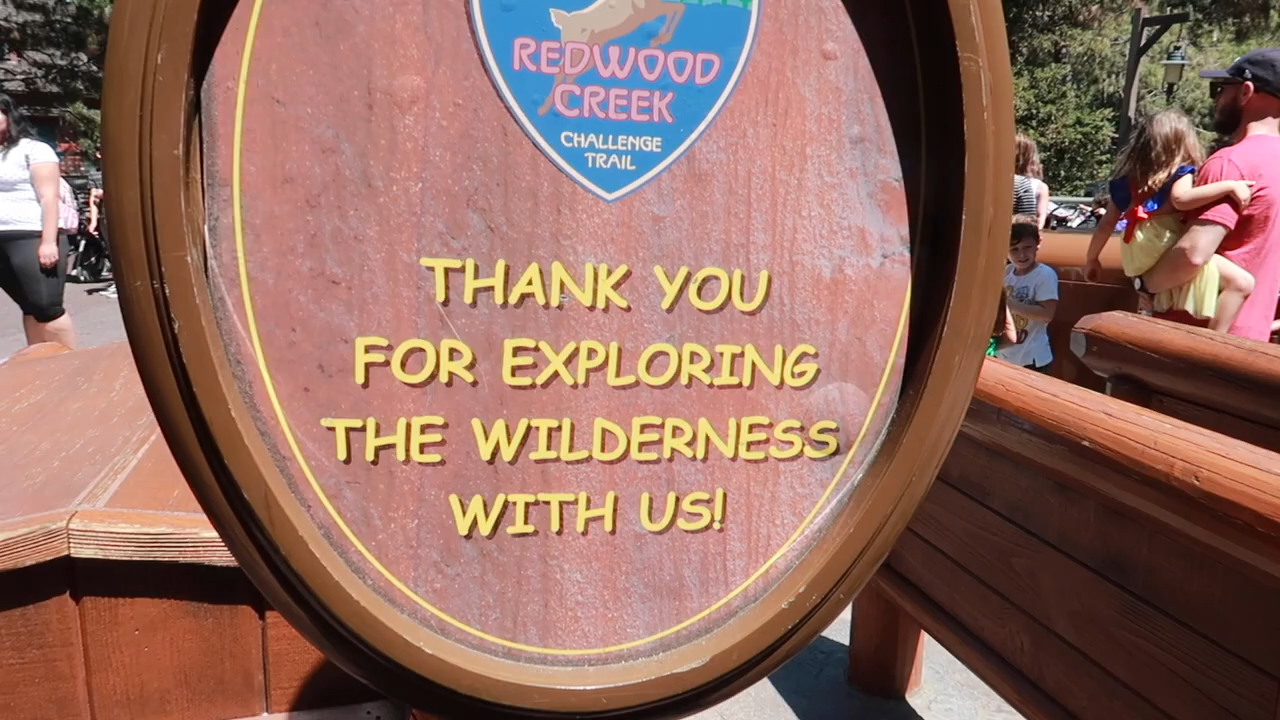 REDWOOD
CREEK
CHALLENGE
TRAIL
THANK YOU
FOR EXPLORING
THE WILDERNESS
WITH US!